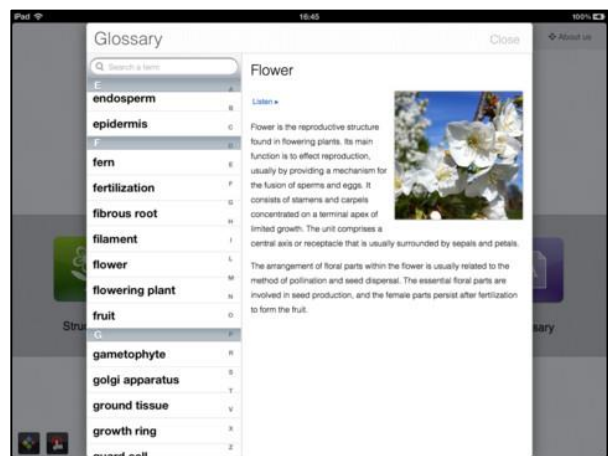 iPad
16:45
100%
Glossary
Close
About us
Search a term
Flower
E
endosperm
epidermis
F
fern
fertilization
fibrous root
filament
flower
flowering plant
fruit
G
gametophyte
golgi apparatus
ground tissue
growth ring
guard cell
A
B
C
D
E
F
G
H
I
L
M
N
O
P
R
S
T
V
X
Z
Listen
Flower is the reproductive structure
found in flowering plants. Its main
function is to effect reproduction,
usually by providing a mechanism for
the fusion of sperms and eggs. It
consists of stamens and carpels
concentrated on a terminal apex of
limited growth. The unit comprises a
central axis or receptacle that is usually surrounded by sepals and petals.
The arrangement of floral parts within the flower is usually related to the
method of pollination and seed dispersal. The essential floral parts are
involved in seed production, and the female parts persist after fertilization
to form the fruit.
Stru
sary